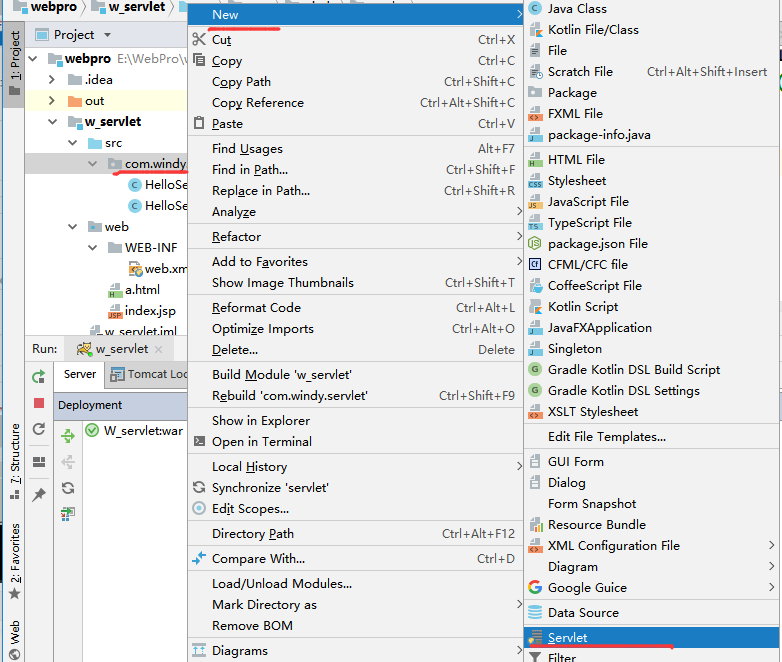 webpro
w_servlet
1: Project
Project
webpro E:\WebPro\w
.idea
out
w_servlet
src
com.windy
HelloSe
HelloSe
web
WEB-INF
web.xm
a.html
index.jsp
w_servlet.iml
Run: w_servlet
Server
Tomcat Loc
Deployment
W_servlet:war
7: Structure
2: Favorites
Web
New
Cut Ctrl+X
Copy Ctrl+C
Copy Path Ctrl+Shift+C
Copy Reference Ctrl+Alt+Shift+C
Paste Ctrl+V
Find Usages Alt+F7
Find in Path... Ctrl+Shift+F
Replace in Path... Ctrl+Shift+R
Analyze
Refactor
Add to Favorites
Show Image Thumbnails Ctrl+Shift+T
Reformat Code Ctrl+Alt+L
Optimize Imports Ctrl+Alt+O
Delete... Delete
Build Module 'w_servlet'
Rebuild 'com.windy.servlet' Ctrl+Shift+F9
Show in Explorer
Open in Terminal
Local History
Synchronize 'servlet'
Edit Scopes...
Directory Path Ctrl+Alt+F12
Compare With... Ctrl+D
Load/Unload Modules...
Mark Directory as
Remove BOM
Diagrams
Java Class
Kotlin File/Class
File
Scratch File Ctrl+Alt+Shift+Insert
Package
FXML File
package-info.java
HTML File
Stylesheet
JavaScript File
TypeScript File
package.json File
CFML/CFC file
CoffeeScript File
Kotlin Script
JavaFXApplication
Singleton
Gradle Kotlin DSL Build Script
Gradle Kotlin DSL Settings
XSLT Stylesheet
Edit File Templates...
GUI Form
Dialog
Form Snapshot
Resource Bundle
XML Configuration File
Diagram
Google Guice
Data Source
Servlet
Filter